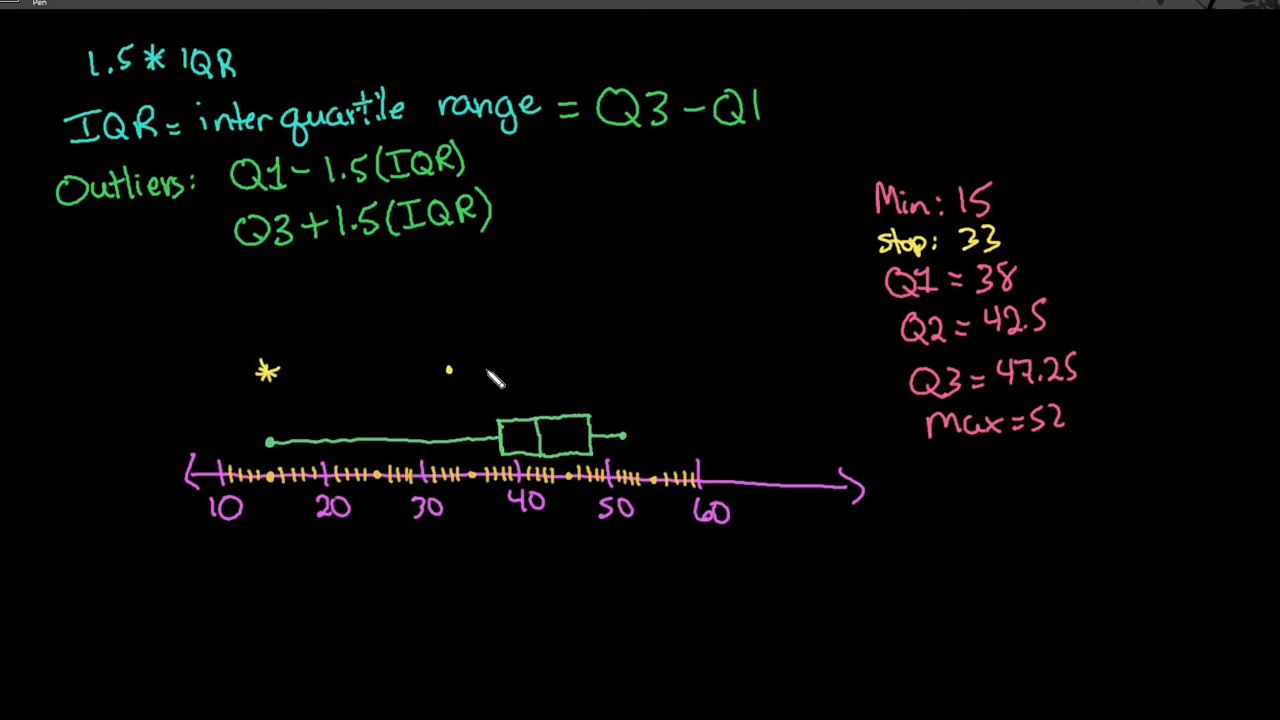 Pen
1.5 * IQR
IQR = interquartile range = Q3 - Q1
Outliers: Q1 - 1.5(IQR)
Q3 + 1.5(IQR)
Min: 15
stop: 33
Q1 = 38
Q2 = 42.5
Q3 = 47.25
max = 52
10 20 30 40 50 60